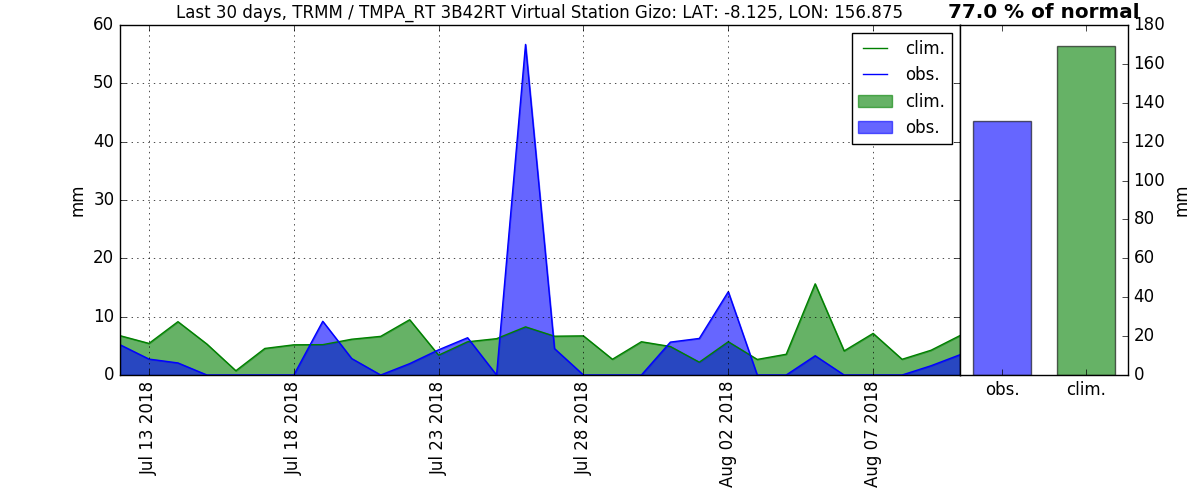 Last 30 days, TRMM / TMPA_RT 3B42RT Virtual Station Gizo: LAT: -8.125, LON: 156.875
77.0 % of normal
60
50
40
30
20
10
0
mm
clim.
obs.
clim.
obs.
Jul 13 2018
Jul 18 2018
Jul 23 2018
Jul 28 2018
Aug 02 2018
Aug 07 2018
180
160
140
120
100
80
60
40
20
0
mm
obs.
clim.